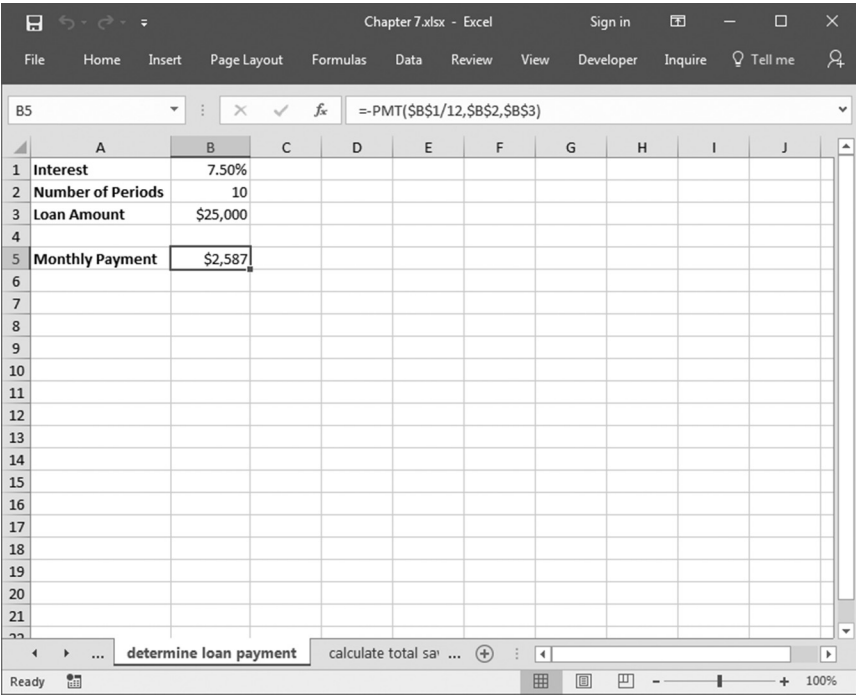 Chapter 7.xlsx - Excel Sign in
File Home Insert Page Layout Formulas Data Review View Developer Inquire Tell me
B5 fx =-PMT($B$1/12,$B$2,$B$3)
A B C D E F G H I J
1 Interest 7.50%
2 Number of Periods 10
3 Loan Amount $25,000
4
5 Monthly Payment $2,587
6
7
8
9
10
11
12
13
14
15
16
17
18
19
20
21
22
... determine loan payment calculate total sav ...
Ready 100%